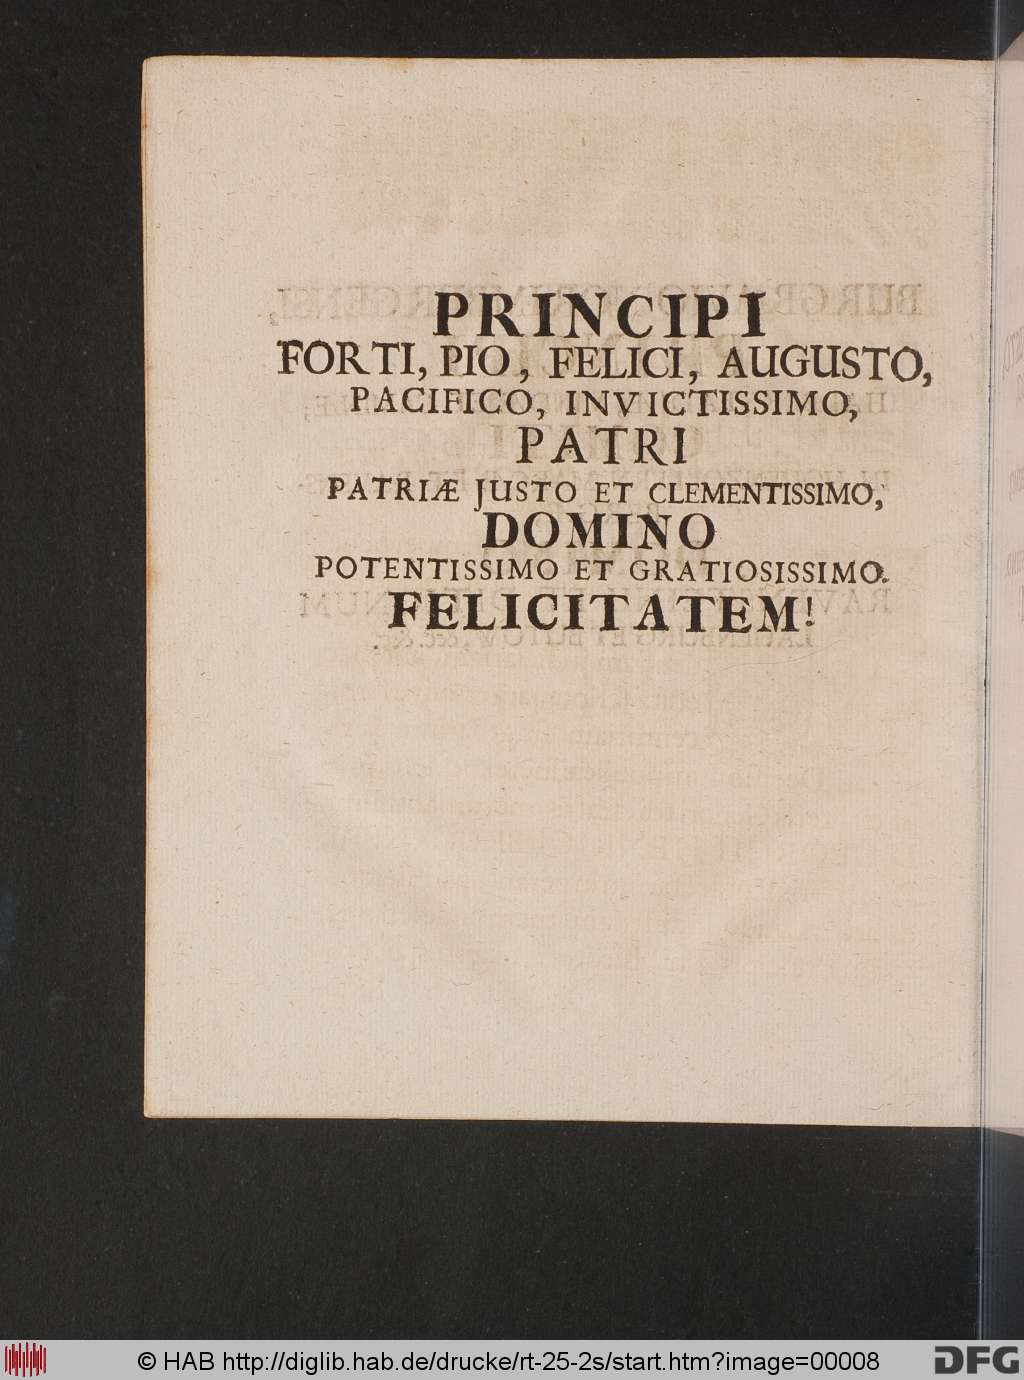 PRINCIPI
FORTI, PIO, FELICI, AUGUSTO,
PACIFICO, INVICTISSIMO,
PATRI
PATRIÆ JUSTO ET CLEMENTISSIMO,
DOMINO
POTENTISSIMO ET GRATIOSISSIMO.
FELICITATEM!
© HAB http://diglib.hab.de/drucke/rt-25-2s/start.htm?image=00008
DFG